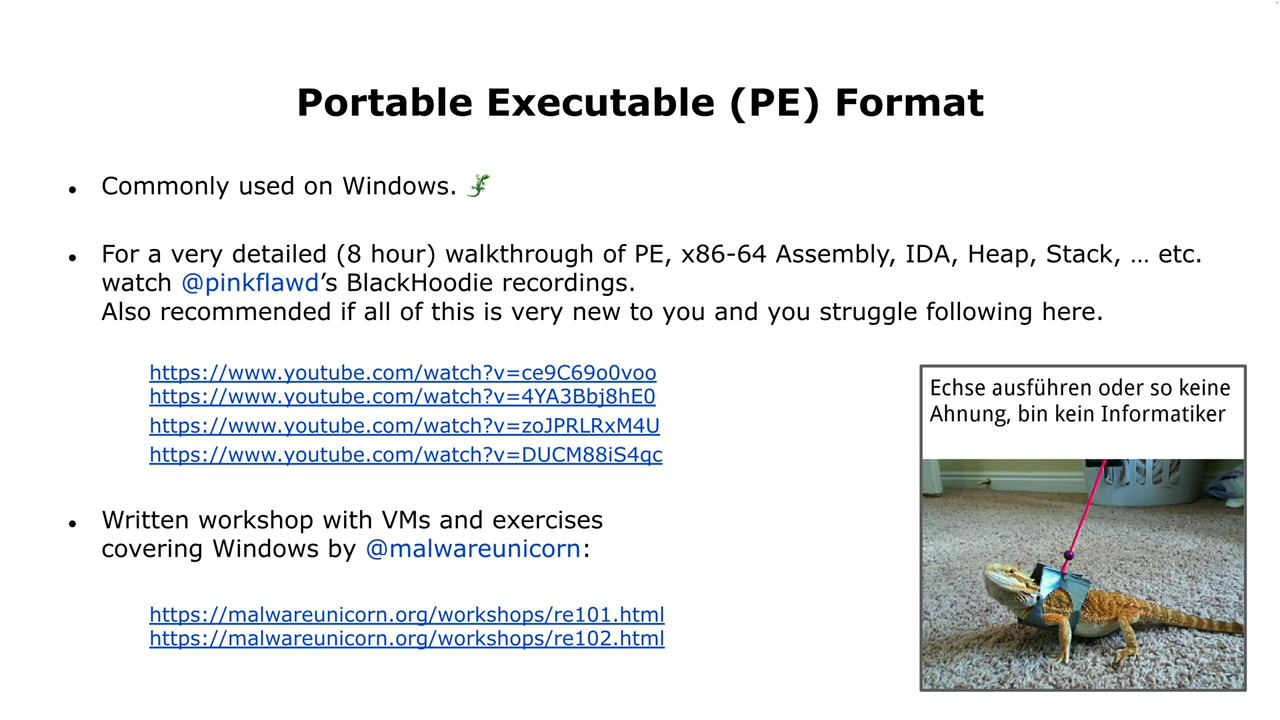 Portable Executable (PE) Format
● Commonly used on Windows. 🦎
● For a very detailed (8 hour) walkthrough of PE, x86-64 Assembly, IDA, Heap, Stack, … etc.
watch @pinkflawd’s BlackHoodie recordings.
Also recommended if all of this is very new to you and you struggle following here.
https://www.youtube.com/watch?v=ce9C69o0voo
https://www.youtube.com/watch?v=4YA3Bbj8hE0
https://www.youtube.com/watch?v=zoJPRLRxM4U
https://www.youtube.com/watch?v=DUCM88iS4qc
● Written workshop with VMs and exercises
covering Windows by @malwareunicorn:
https://malwareunicorn.org/workshops/re101.html
https://malwareunicorn.org/workshops/re102.html
Echse ausführen oder so keine
Ahnung, bin kein Informatiker